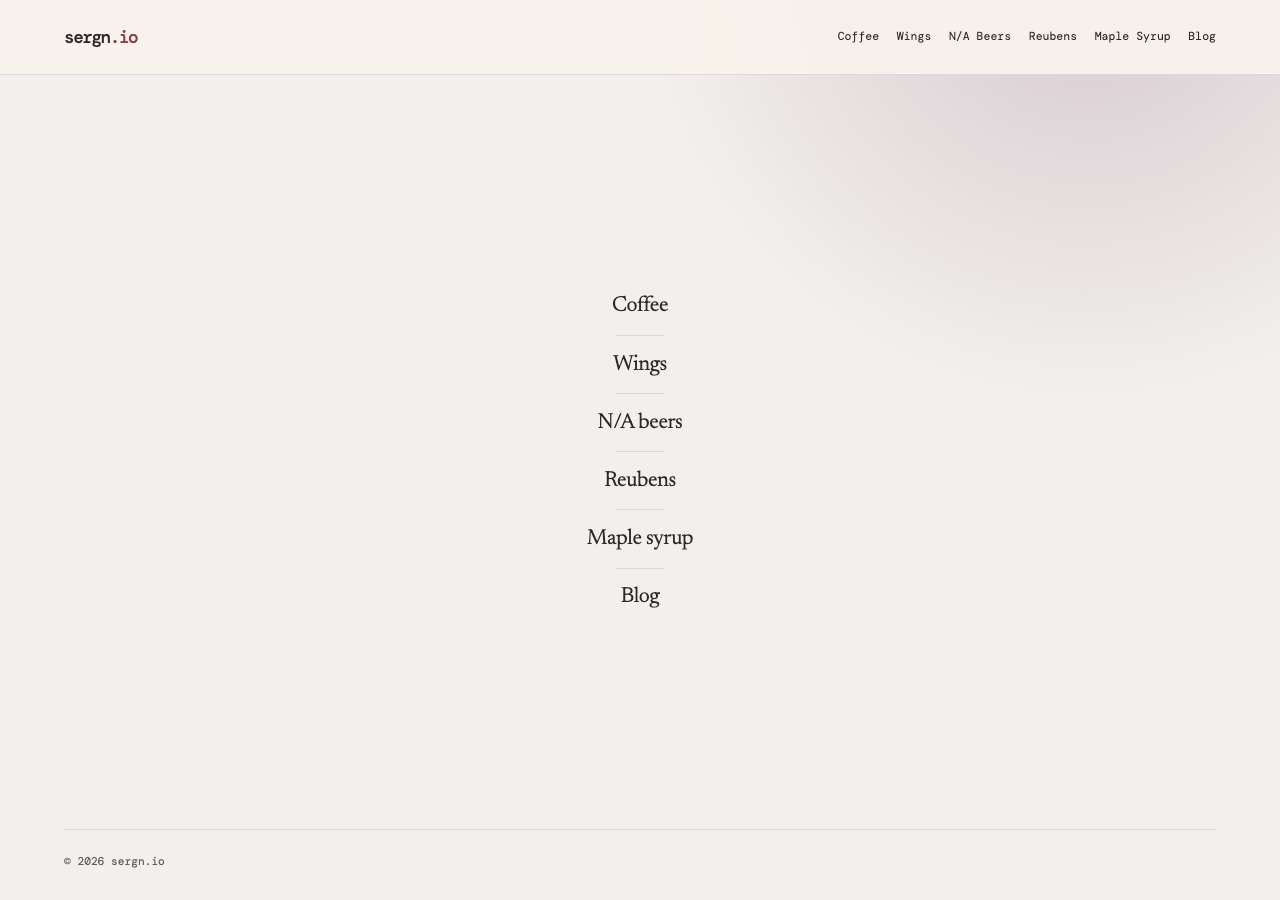 sergn.io
Coffee Wings N/A Beers Reubens Maple Syrup Blog
Coffee
Wings
N/A beers
Reubens
Maple syrup
Blog
© 2026 sergn.io